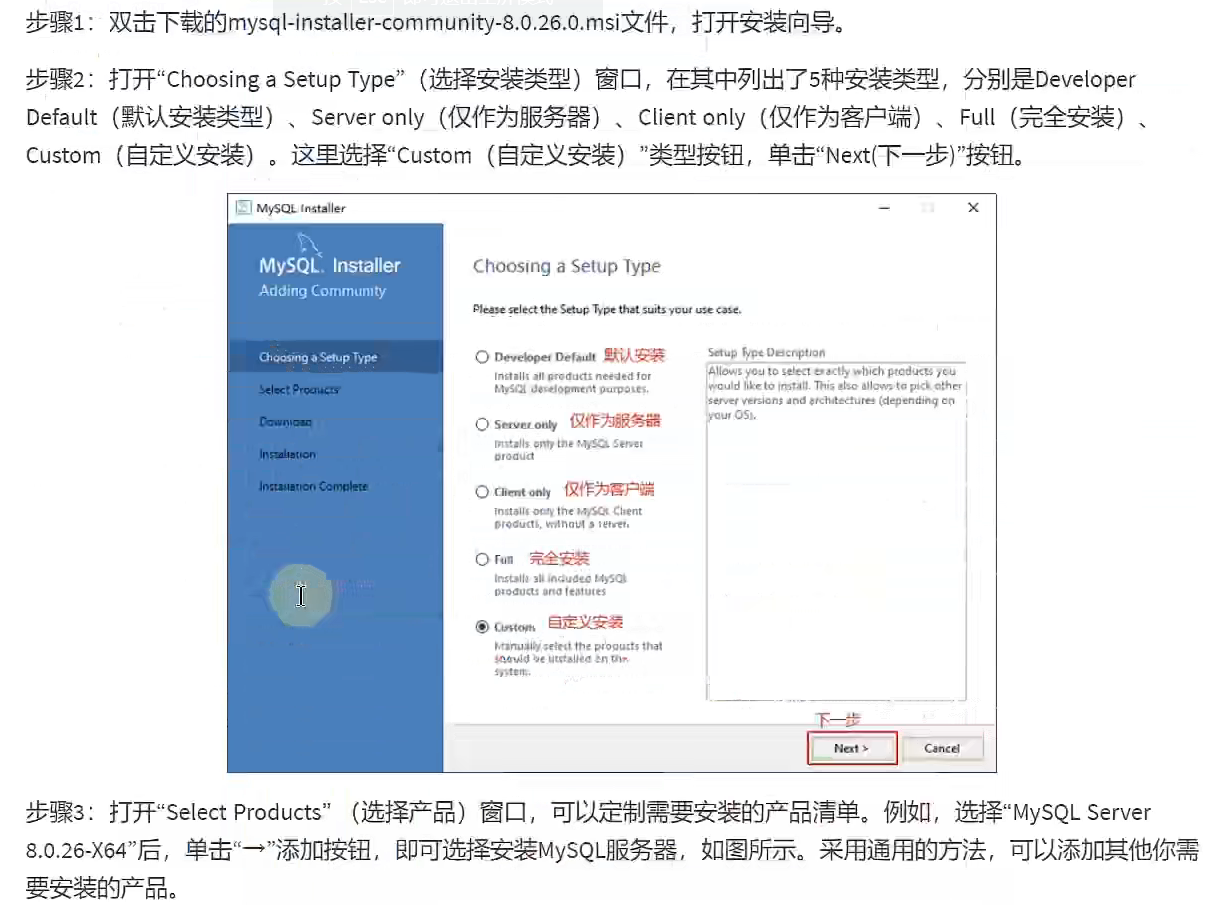 步骤1：双击下载的mysql-installer-community-8.0.26.0.msi文件，打开安装向导。
步骤2：打开“Choosing a Setup Type”（选择安装类型）窗口，在其中列出了5种安装类型，分别是Developer
Default（默认安装类型）、Server only（仅作为服务器）、Client only（仅作为客户端）、Full（完全安装）、
Custom（自定义安装）。这里选择“Custom（自定义安装）”类型按钮，单击“Next(下一步)”按钮。
MySQL Installer
MySQL. Installer
Adding Community
Choosing a Setup Type
Select Products
Download
Installation
Installation Complete
Choosing a Setup Type
Please select the Setup Type that suits your use case.
Developer Default 默认安装
Installs all products needed for
MySQL development purposes.
Server only 仅作为服务器
Installs only the MySQL Server
product
Client only 仅作为客户端
Installs only the MySQL Client
products, without a server.
Full 完全安装
Installs all included MySQL
products and features
Custom 自定义安装
Manually select the products that
should be installed on the
system.
Setup Type Description
Allows you to select exactly which products you
would like to install. This also allows to pick other
server versions and architectures (depending on
your OS).
下一步
Next >
Cancel
步骤3：打开“Select Products” （选择产品）窗口，可以定制需要安装的产品清单。例如，选择“MySQL Server
8.0.26-X64”后，单击“→”添加按钮，即可选择安装MySQL服务器，如图所示。采用通用的方法，可以添加其他你需
要安装的产品。